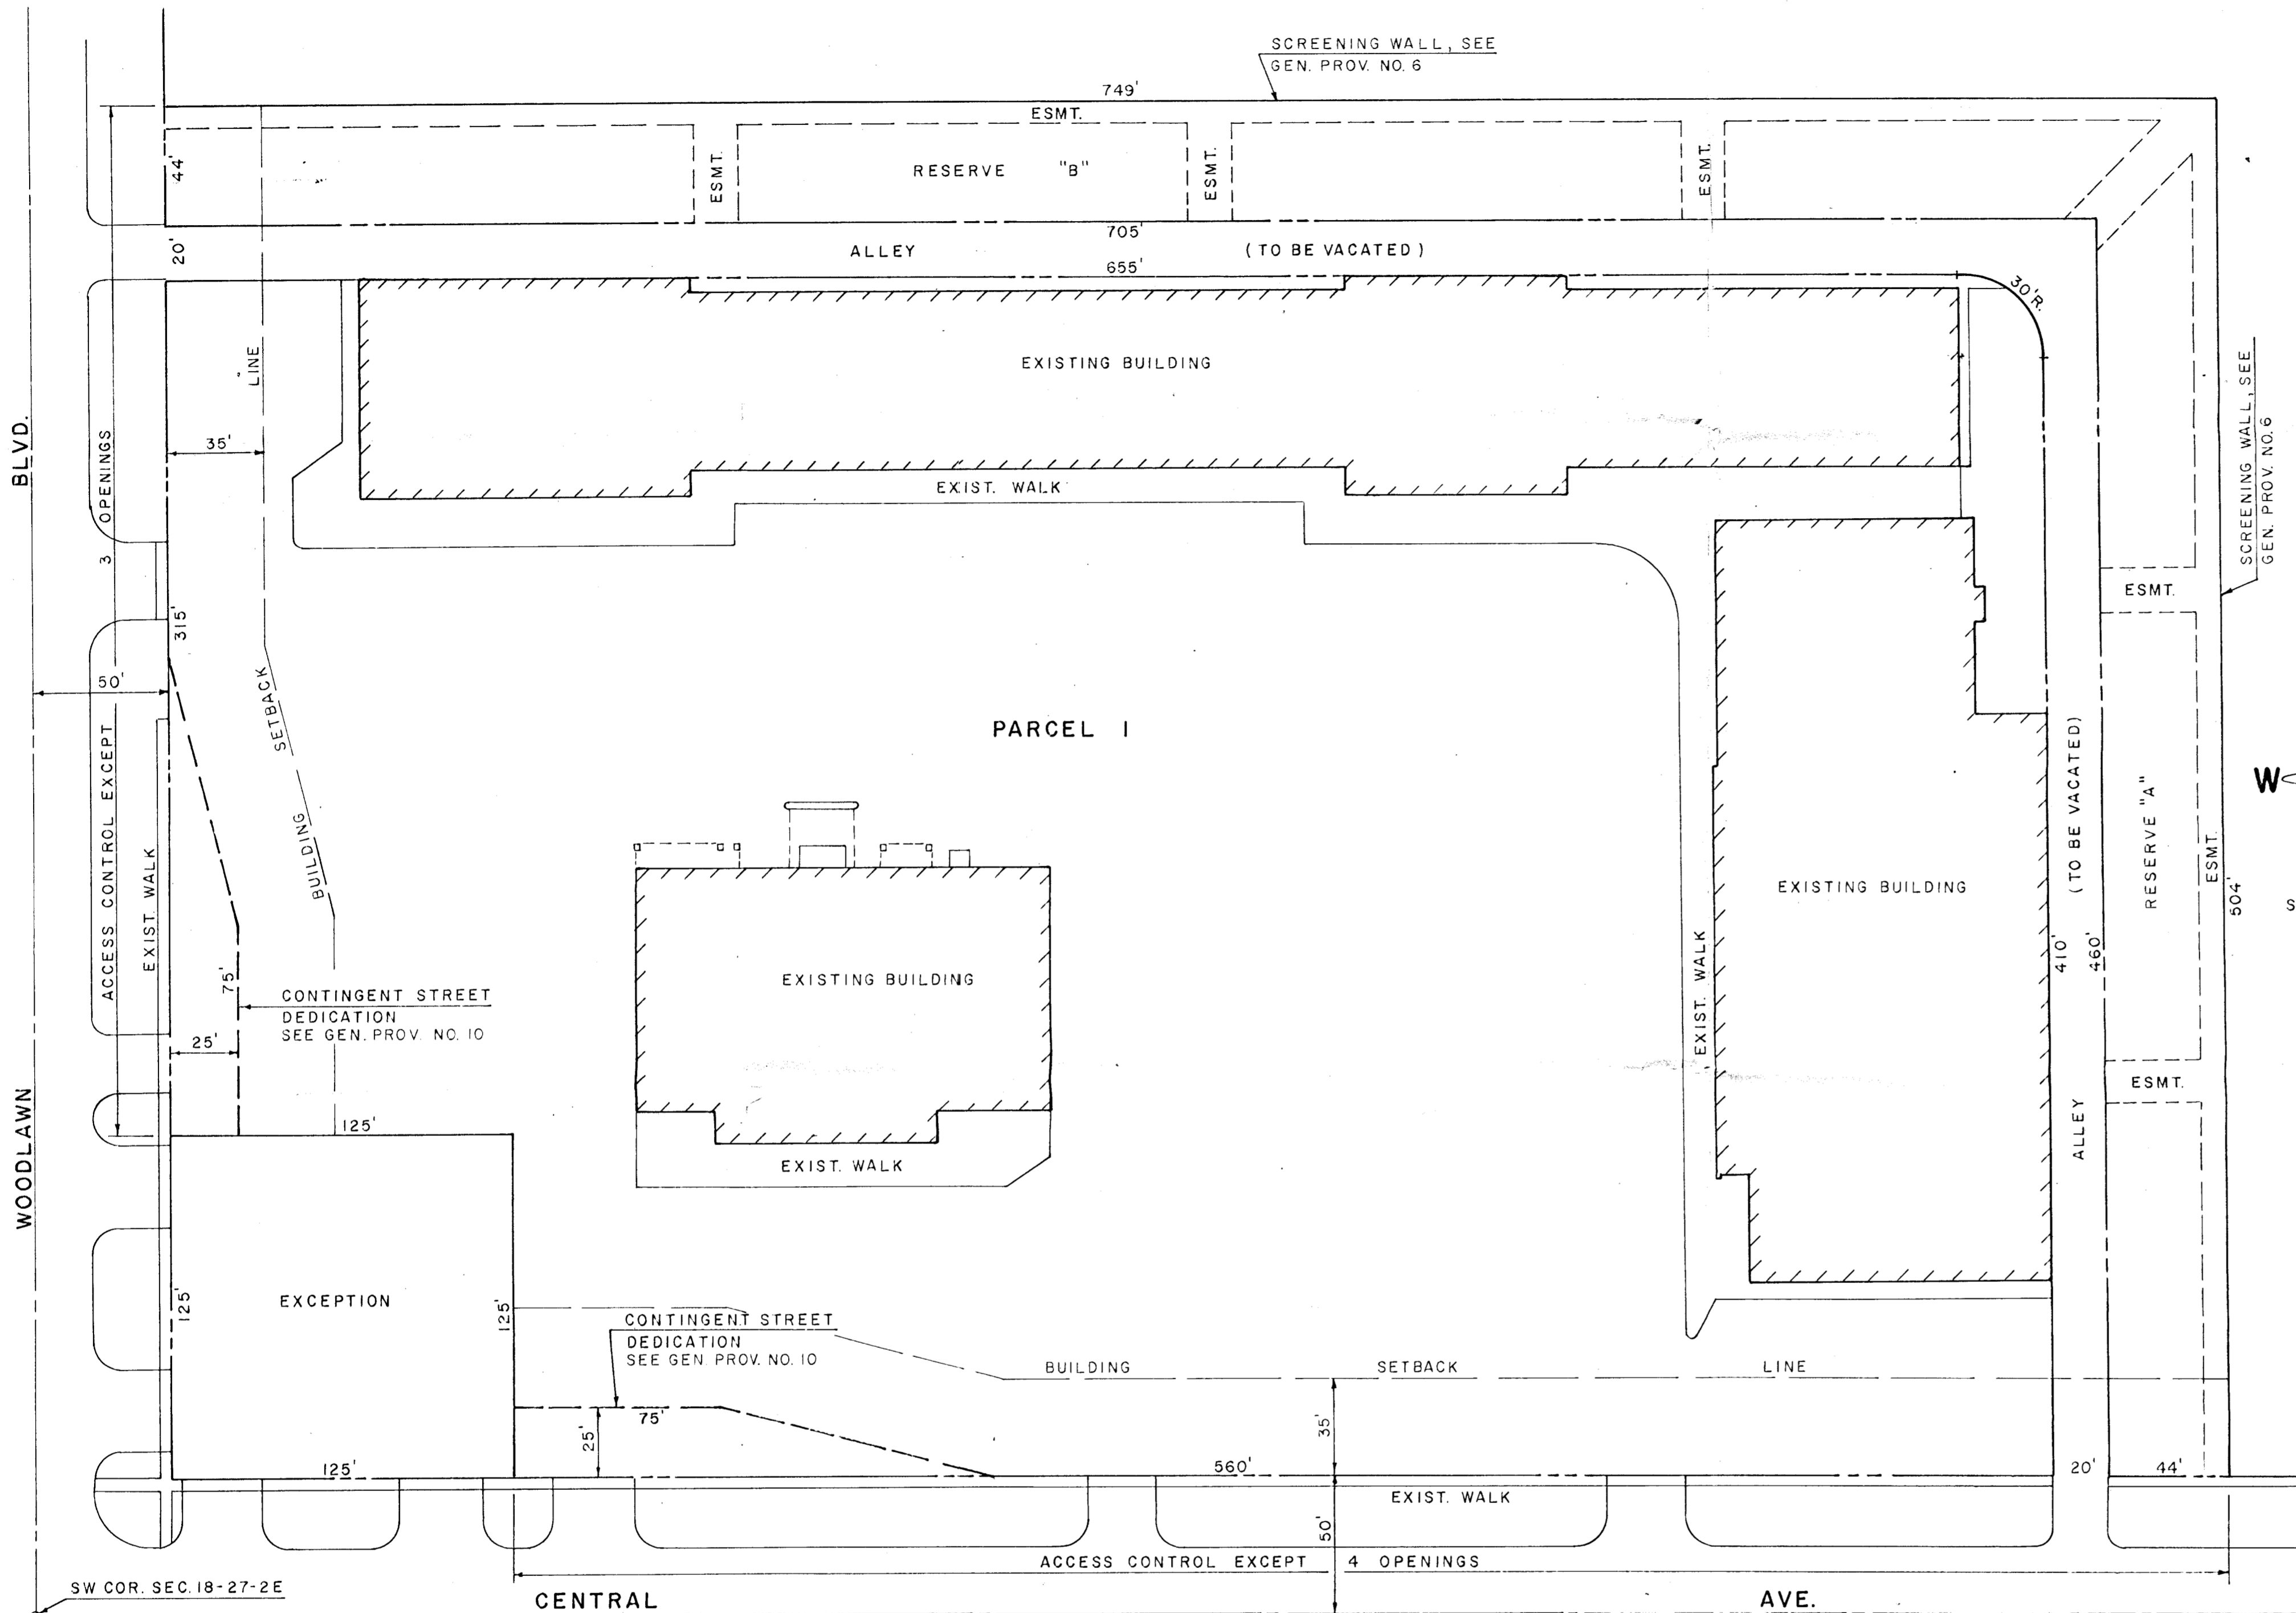 SCREENING WALL, SEE
GEN. PROV. NO. 6
749'
ESMT.
44'
ESMT.
RESERVE "B"
ESMT.
ESMT.
20'
705'
ALLEY (TO BE VACATED)
655'
30'R.
LINE
EXISTING BUILDING
SCREENING WALL, SEE
GEN. PROV. NO. 6
BLVD.
35'
3 OPENINGS
EXIST. WALK
ESMT.
315'
50'
SETBACK
PARCEL 1
(TO BE VACATED)
W
ACCESS CONTROL EXCEPT
EXIST. WALK
BUILDING
RESERVE "A"
ESMT.
504'
S
EXISTING BUILDING
EXIST. WALK
410'
460'
75'
EXISTING BUILDING
CONTINGENT STREET
DEDICATION
SEE GEN. PROV. NO. 10
25'
ESMT.
WOODLAWN
125'
ALLEY
EXIST. WALK
125'
EXCEPTION
125'
CONTINGENT STREET
DEDICATION
SEE GEN. PROV. NO. 10
BUILDING SETBACK LINE
75'
25'
35'
125'
560'
20'
44'
EXIST. WALK
50'
ACCESS CONTROL EXCEPT 4 OPENINGS
SW COR. SEC. 18-27-2E
CENTRAL AVE.